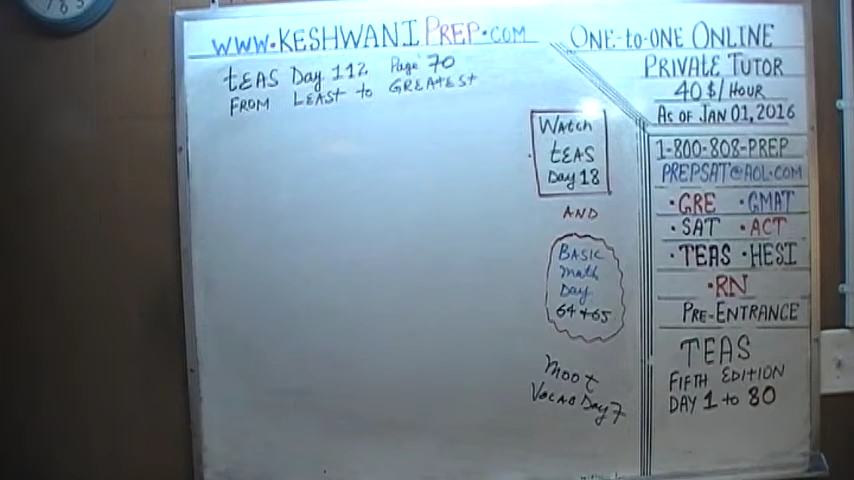 www.KESHWANIPREP.com
tEAS Day 112 Page 70
FROM LEAST to GREATEST
Watch
tEAS
Day 18
AND
BASIC
math
Day
64+65
moot
VOCAB Day 7
ONE-to-ONE ONLINE
PRIVATE TUTOR
40$/HOUR
AS OF JAN 01, 2016
1-800-808-PREP
PREPSAT@AOL.COM
•GRE •GMAT
•SAT •ACT
•TEAS •HESI
•RN
PRE-ENTRANCE
TEAS
FIFTH EDITION
DAY 1 to 80